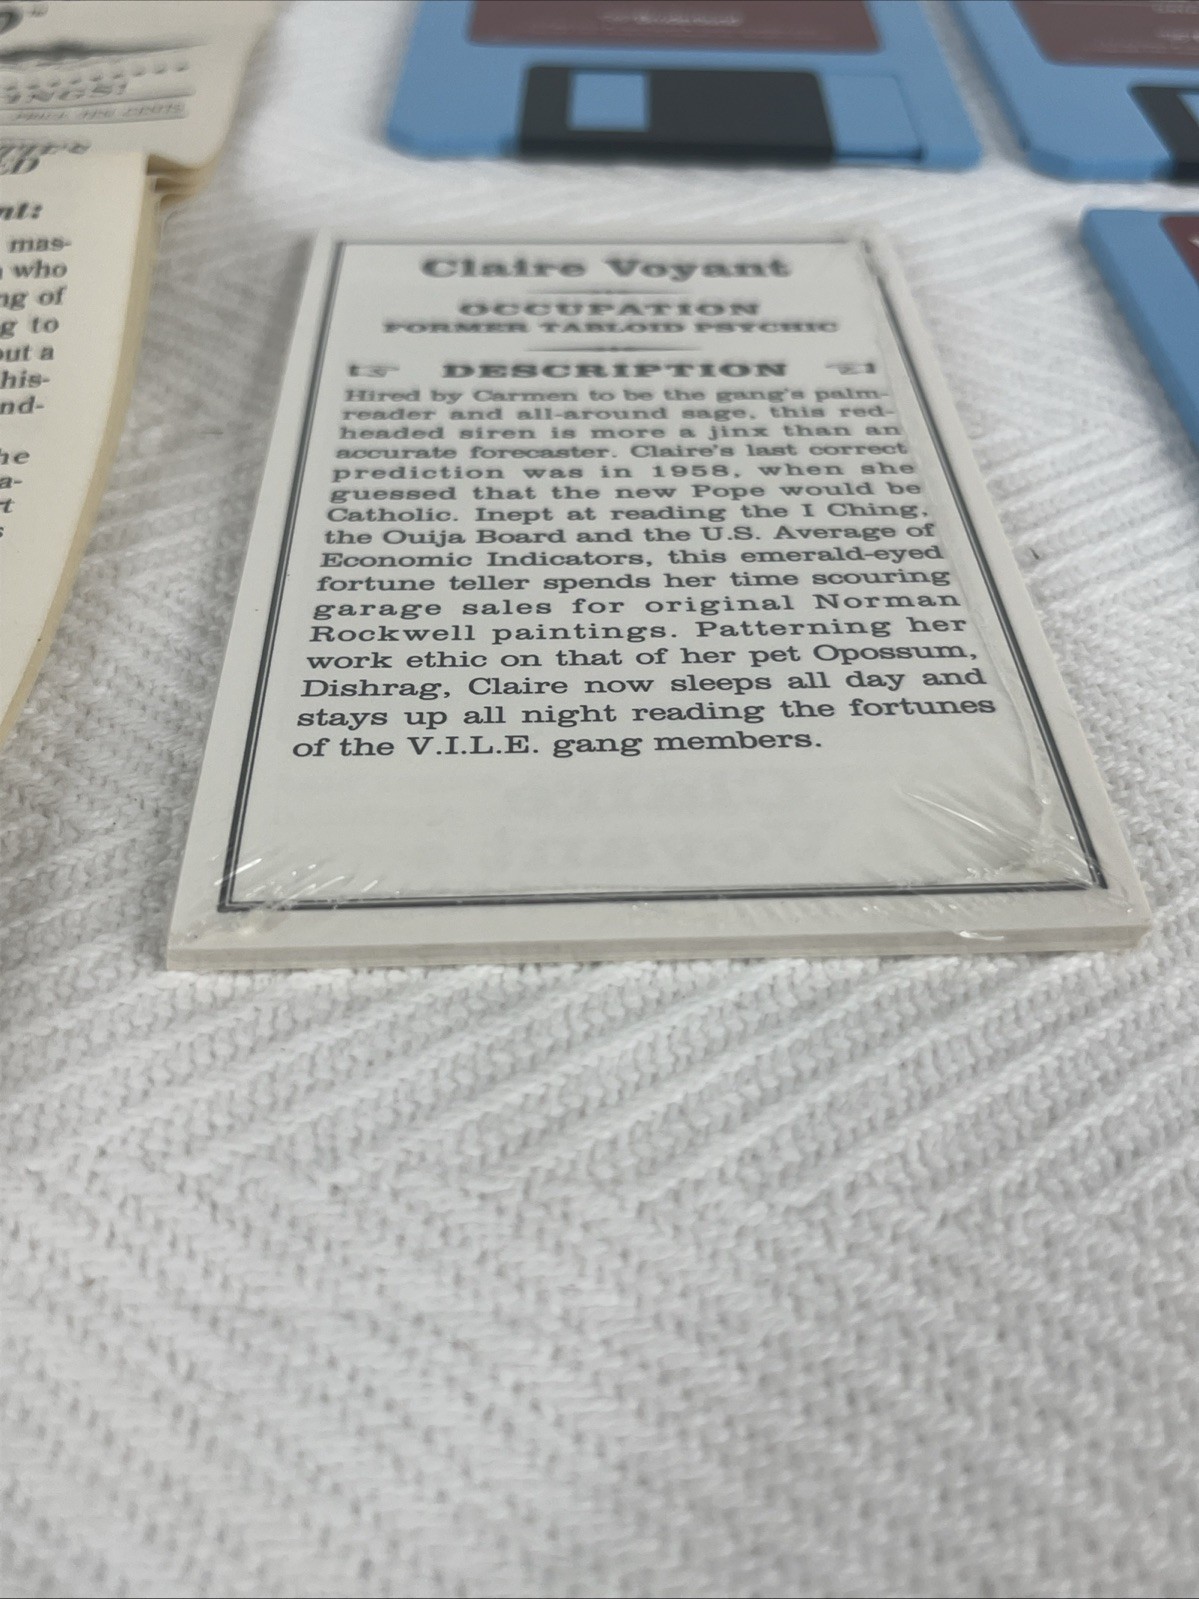 NGS!
PRICE TEN CENTS
ED
nt:
mas-
who
ng of
g to
out a
his-
nd-
he
a-
t
s
Claire Voyant
OCCUPATION
FORMER TABLOID PSYCHIC
DESCRIPTION
Hired by Carmen to be the gang's palm-
reader and all-around sage, this red-
headed siren is more a jinx than an
accurate forecaster. Claire's last correct
prediction was in 1958, when she
guessed that the new Pope would be
Catholic. Inept at reading the I Ching,
the Ouija Board and the U.S. Average of
Economic Indicators, this emerald-eyed
fortune teller spends her time scouring
garage sales for original Norman
Rockwell paintings. Patterning her
work ethic on that of her pet Opossum,
Dishrag, Claire now sleeps all day and
stays up all night reading the fortunes
of the V.I.L.E. gang members.